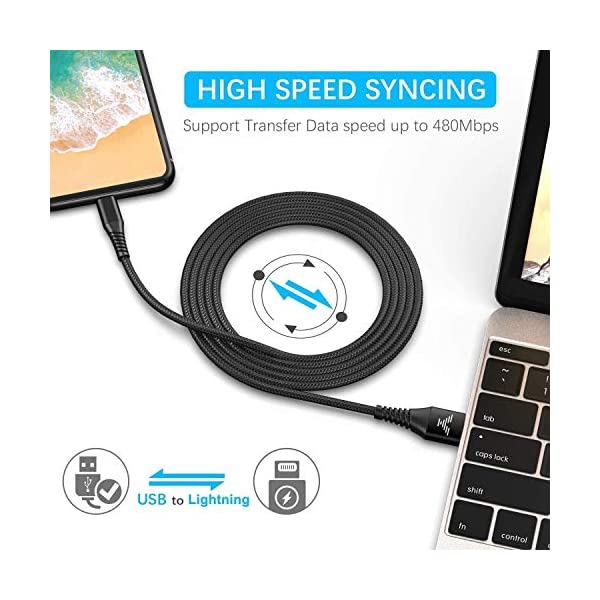 HIGH SPEED SYNCING
Support Transfer Data speed up to 480Mbps
esc
tab
caps lock
shift
fn
control
USB to Lightning